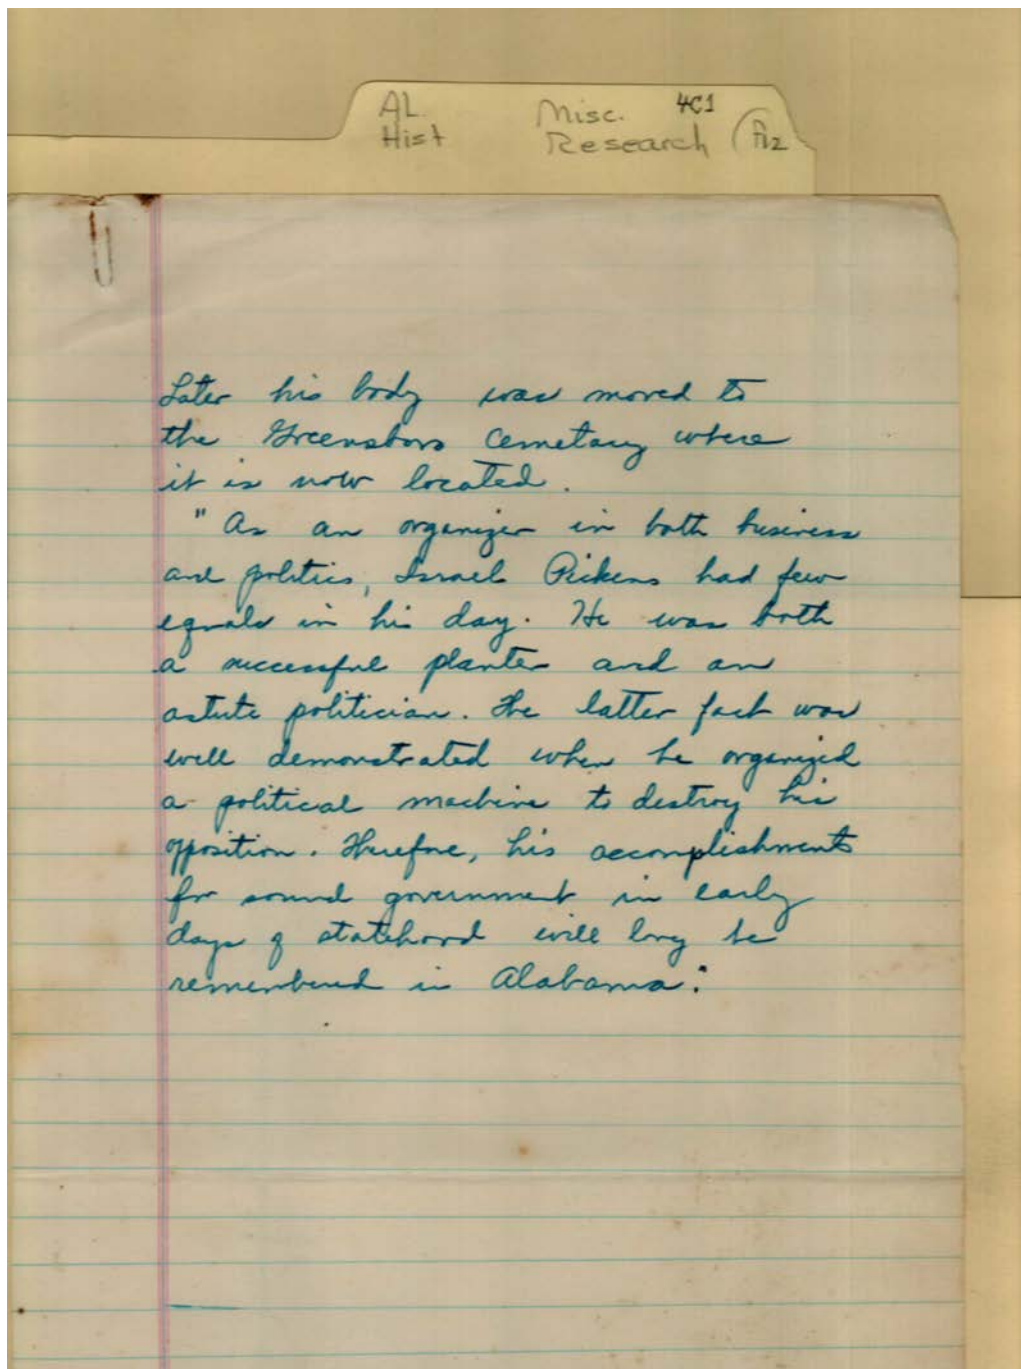 AL. Misc. 4C1
Hist Research
Later his body was moved to
the Greensboro Cemetary where
it is now located.
" As an organizer in both business
and politics, Israel Pickens had few
equals in his day. He was both
a successful planter and an
astute politician. The latter fact was
well demonstrated when he organized
a political machine to destroy his
opposition. Therefore, his accomplishments
for sound government in early
days of statehood will long be
remembered in Alabama."